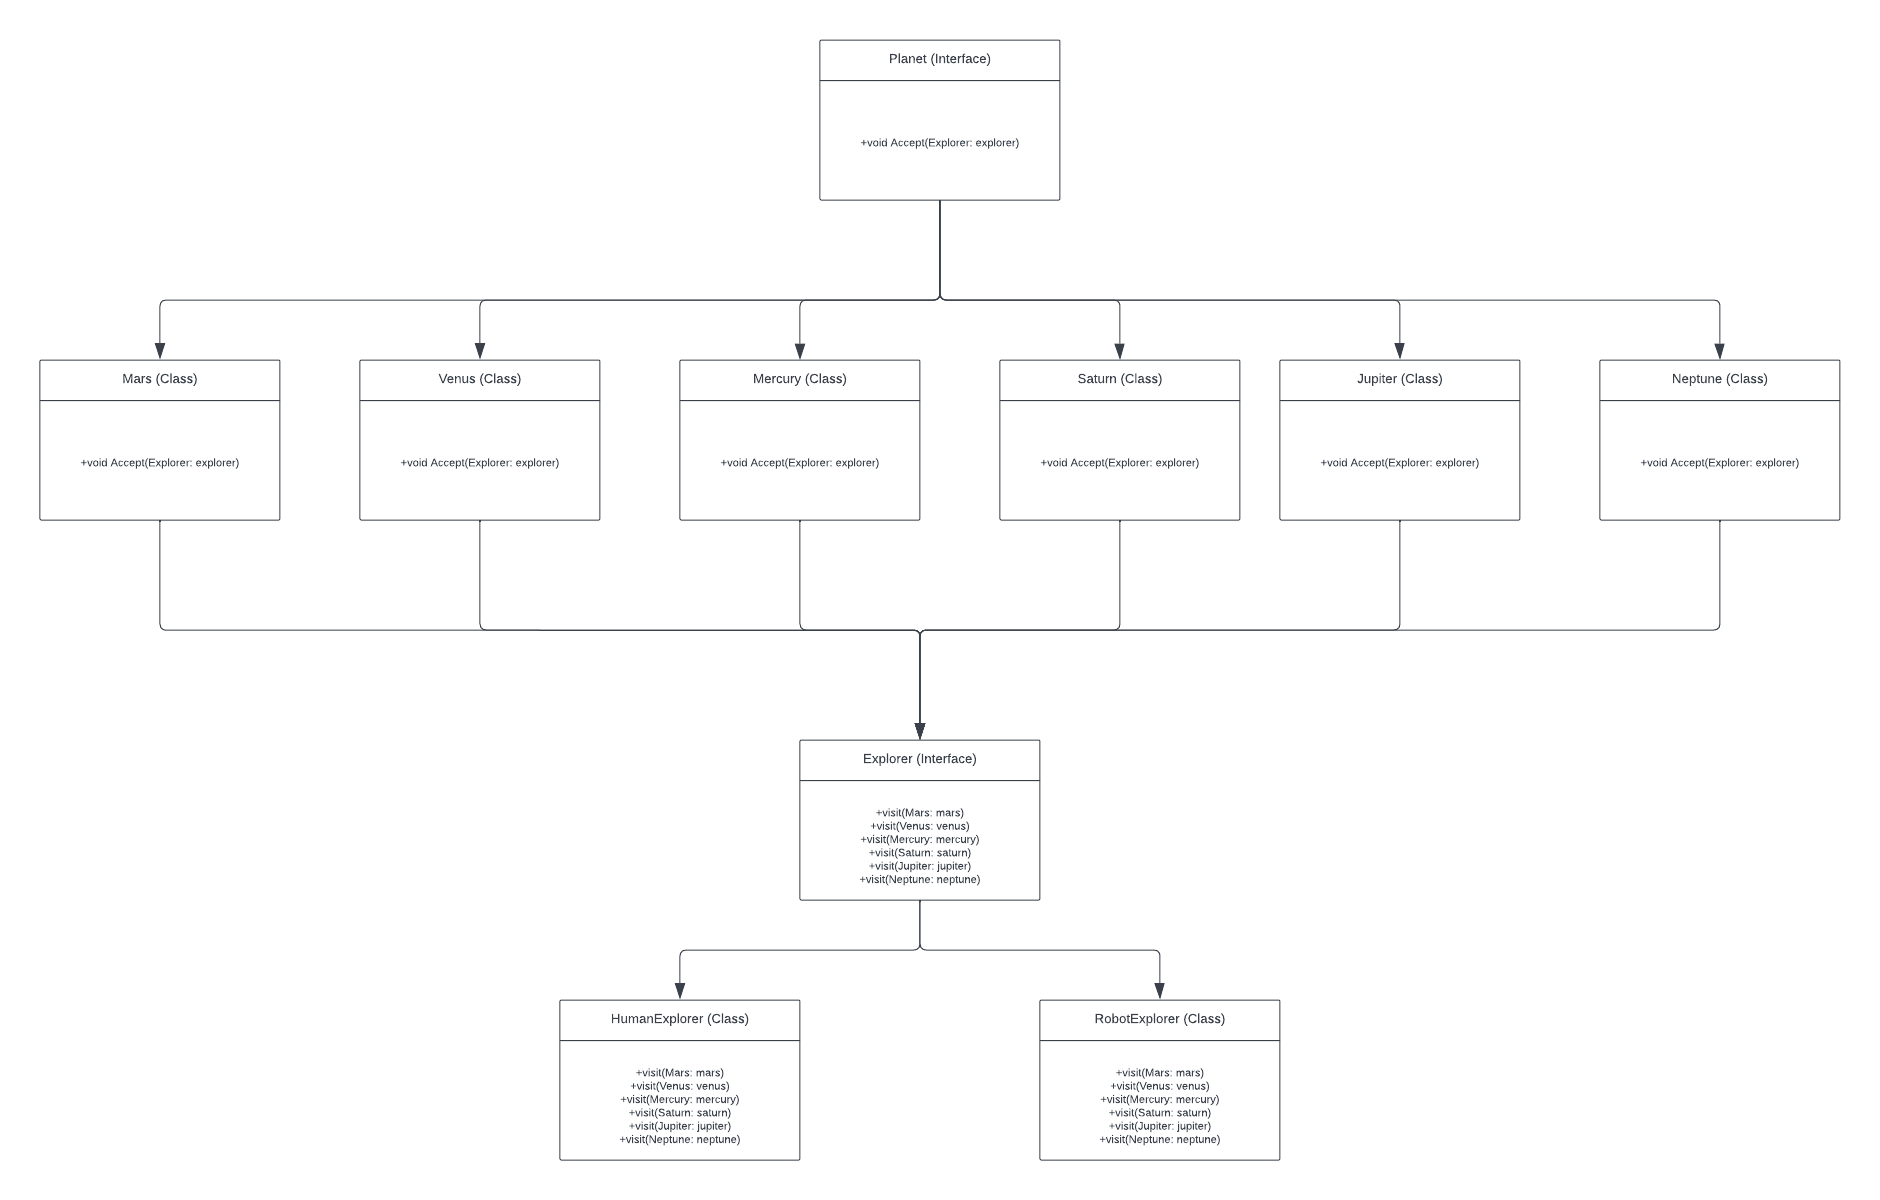 Planet (Interface)
+void Accept(Explorer: explorer)
Mars (Class)
+void Accept(Explorer: explorer)
Venus (Class)
+void Accept(Explorer: explorer)
Mercury (Class)
+void Accept(Explorer: explorer)
Saturn (Class)
+void Accept(Explorer: explorer)
Jupiter (Class)
+void Accept(Explorer: explorer)
Neptune (Class)
+void Accept(Explorer: explorer)
Explorer (Interface)
+visit(Mars: mars)
+visit(Venus: venus)
+visit(Mercury: mercury)
+visit(Saturn: saturn)
+visit(Jupiter: jupiter)
+visit(Neptune: neptune)
HumanExplorer (Class)
+visit(Mars: mars)
+visit(Venus: venus)
+visit(Mercury: mercury)
+visit(Saturn: saturn)
+visit(Jupiter: jupiter)
+visit(Neptune: neptune)
RobotExplorer (Class)
+visit(Mars: mars)
+visit(Venus: venus)
+visit(Mercury: mercury)
+visit(Saturn: saturn)
+visit(Jupiter: jupiter)
+visit(Neptune: neptune)